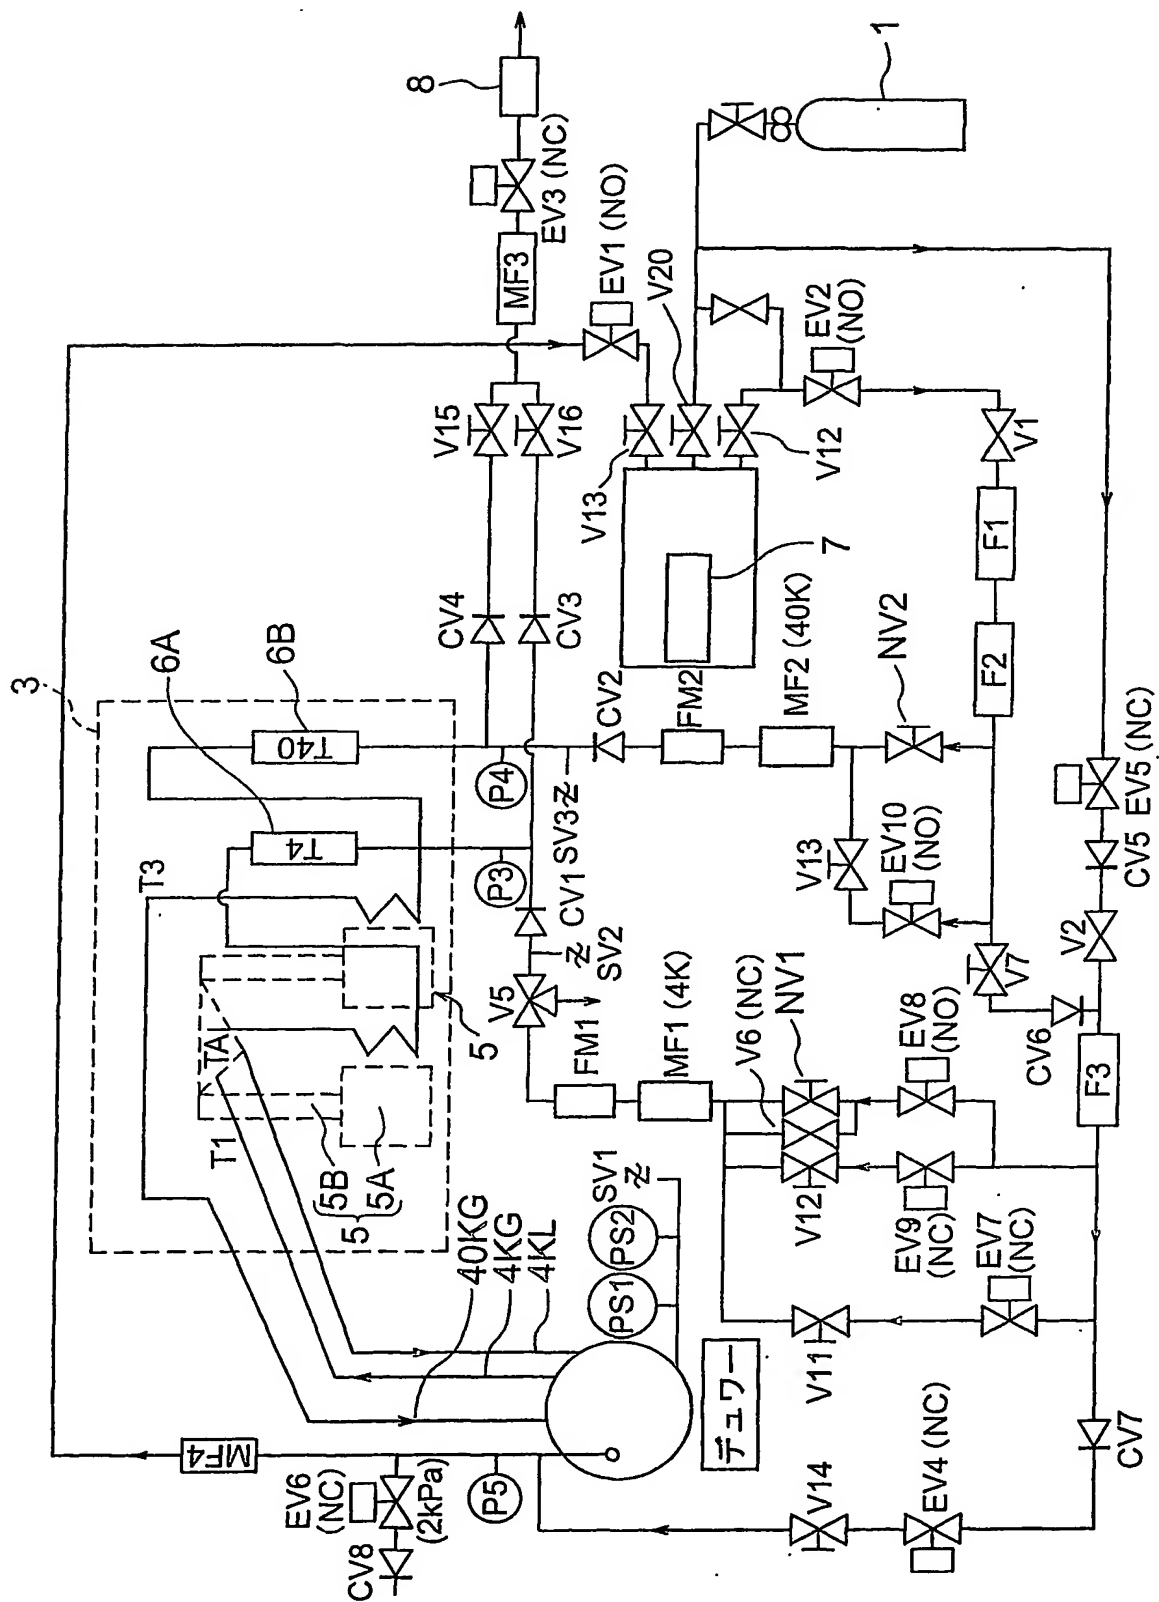 3
8
1
EV3 (NC)
MF3
EV1 (NO)
V20
EV2
(NO)
V15
V16
V13
V12
V1
7
F1
F2
6A
6B
CV4
CV3
T40
T4
P4
P3
SV3
CV2
FM2
MF2 (40K)
NV2
V13
EV10
(NO)
EV5 (NC)
CV5
V2
V7
CV6
F3
T3
TA
T1
5
5B
5A
5
CV1
SV2
V5
FM1
MF1 (4K)
V6 (NC)
NV1
EV8
(NO)
V12
EV9
(NC)
EV7
(NC)
V11
SV1
PS2
PS1
40KG
4KG
4KL
デュワー
MF4
EV6
(NC)
(2kPa)
CV8
P5
V14
EV4 (NC)
CV7